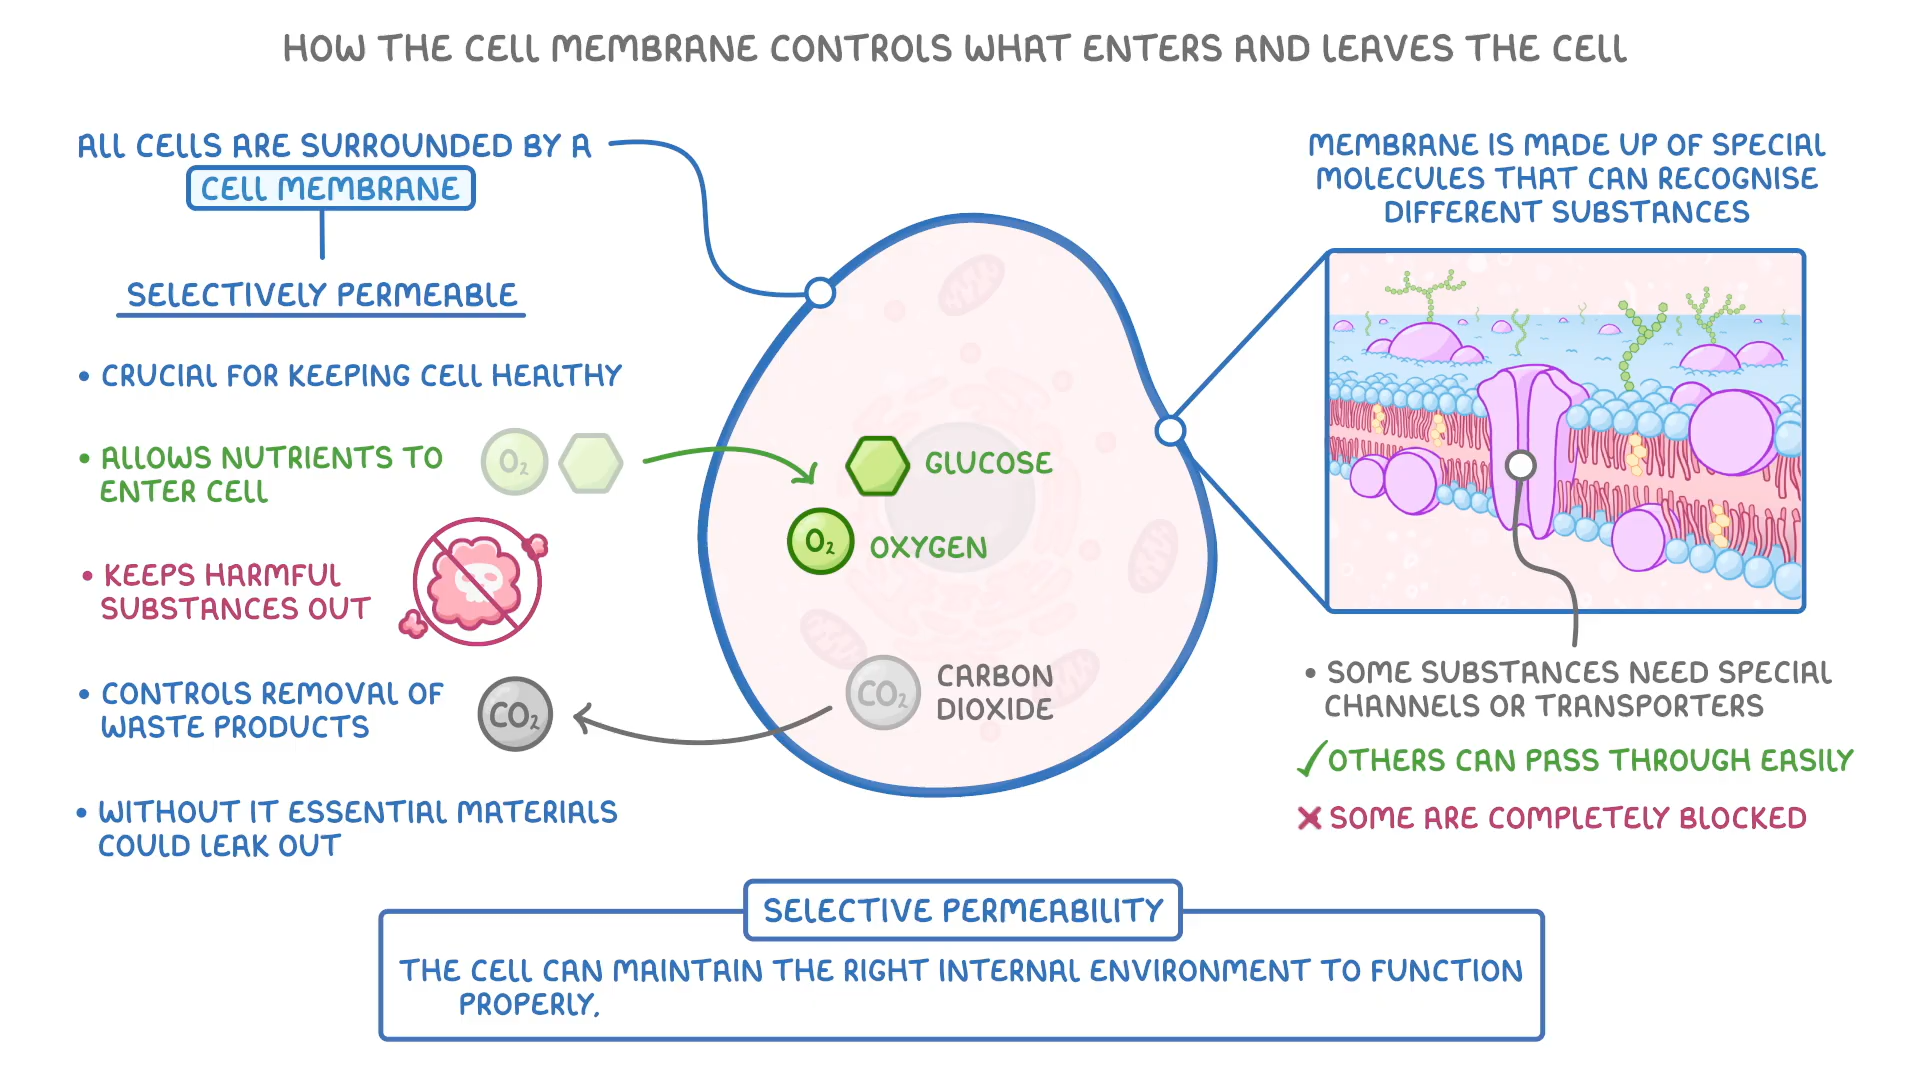 HOW THE CELL MEMBRANE CONTROLS WHAT ENTERS AND LEAVES THE CELL
ALL CELLS ARE SURROUNDED BY A
CELL MEMBRANE
SELECTIVELY PERMEABLE
• CRUCIAL FOR KEEPING CELL HEALTHY
• ALLOWS NUTRIENTS TO
ENTER CELL
O₂
• KEEPS HARMFUL
SUBSTANCES OUT
• CONTROLS REMOVAL OF
WASTE PRODUCTS
CO₂
• WITHOUT IT ESSENTIAL MATERIALS
COULD LEAK OUT
GLUCOSE
O₂ OXYGEN
CO₂ CARBON
DIOXIDE
MEMBRANE IS MADE UP OF SPECIAL
MOLECULES THAT CAN RECOGNISE
DIFFERENT SUBSTANCES
• SOME SUBSTANCES NEED SPECIAL
CHANNELS OR TRANSPORTERS
✓ OTHERS CAN PASS THROUGH EASILY
✗ SOME ARE COMPLETELY BLOCKED
SELECTIVE PERMEABILITY
THE CELL CAN MAINTAIN THE RIGHT INTERNAL ENVIRONMENT TO FUNCTION
PROPERLY,